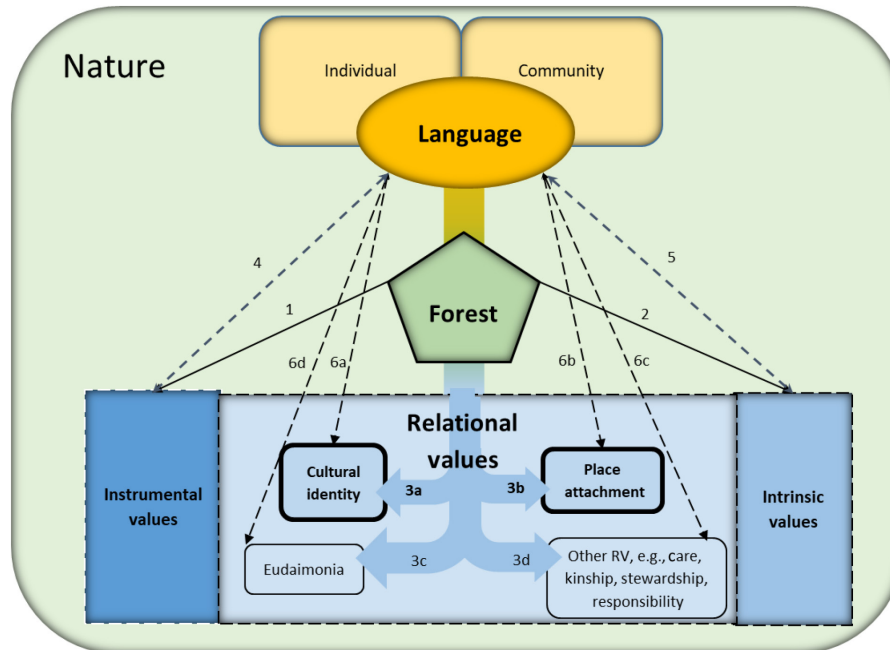 Nature
Individual
Community
Language
4
5
1
2
Forest
6d
6a
6b
6c
Relational
values
Cultural
identity
3a
3b
Place
attachment
Instrumental
values
Intrinsic
values
Eudaimonia
3c
3d
Other RV, e.g., care,
kinship, stewardship,
responsibility